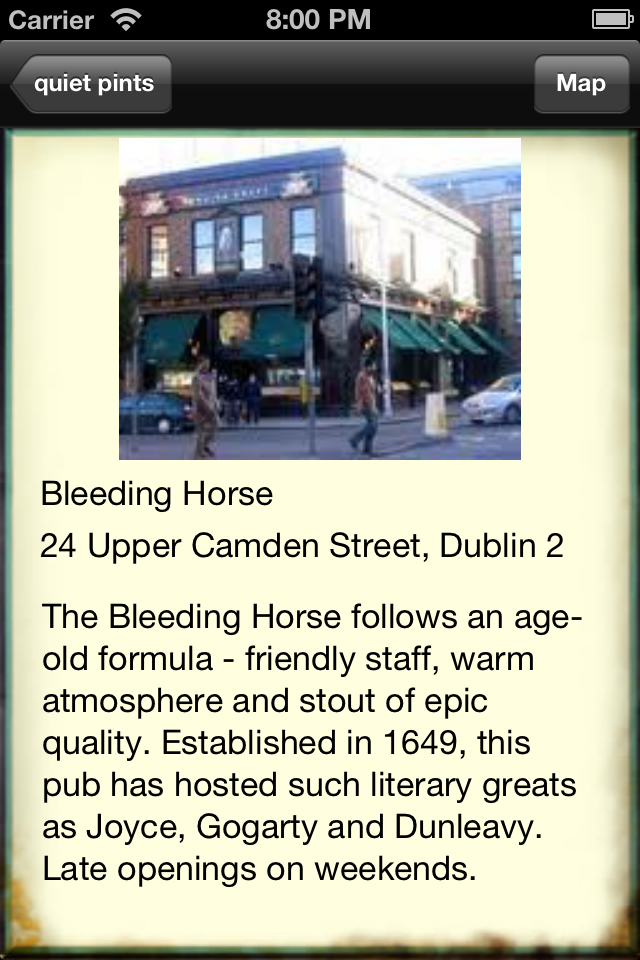 Carrier 8:00 PM
quiet pints Map
Bleeding Horse
24 Upper Camden Street, Dublin 2
The Bleeding Horse follows an age-
old formula - friendly staff, warm
atmosphere and stout of epic
quality. Established in 1649, this
pub has hosted such literary greats
as Joyce, Gogarty and Dunleavy.
Late openings on weekends.